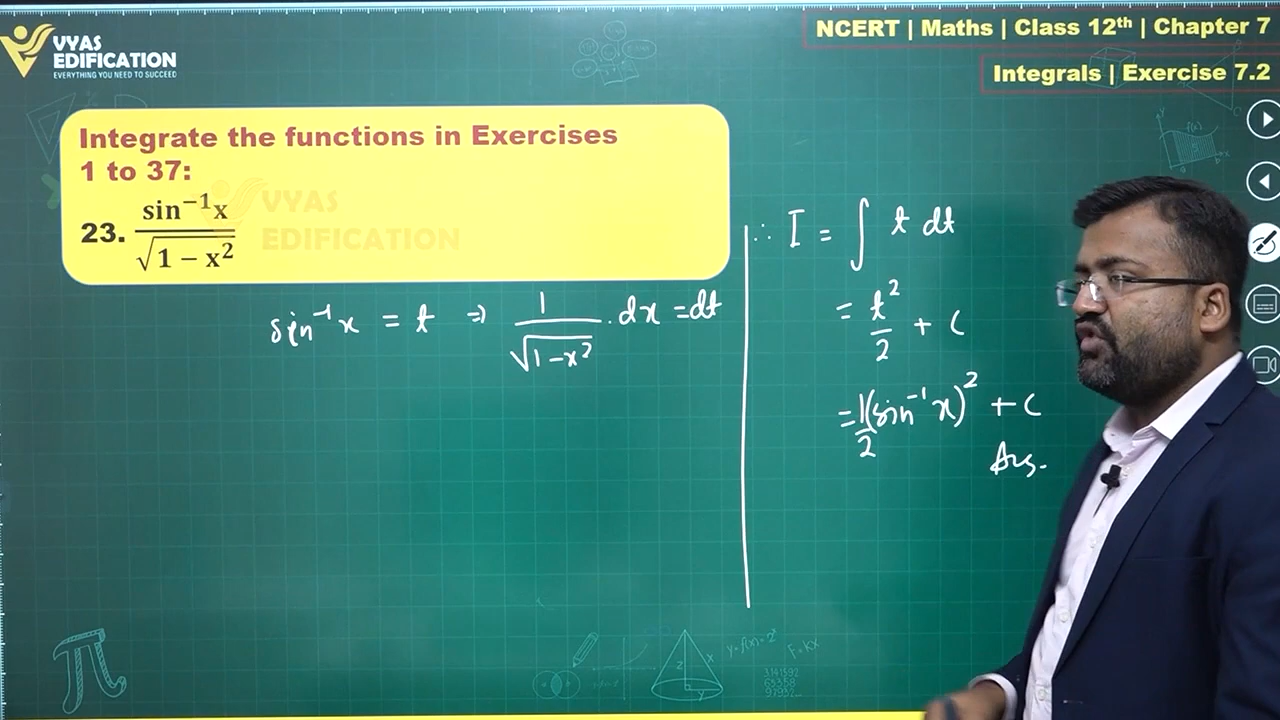 VYAS
EDIFICATION
EVERYTHING YOU NEED TO SUCCEED
NCERT | Maths | Class 12th | Chapter 7
Integrals | Exercise 7.2
Integrate the functions in Exercises
1 to 37:
23. sin⁻¹x / √(1 − x²)
VYAS
EDIFICATION
sin⁻¹ x = t ⇒ 1/√(1−x²) . dx = dt
∴ I = ∫ t dt
= t²/2 + C
= 1/2 (sin⁻¹ x)² + C
Ans.